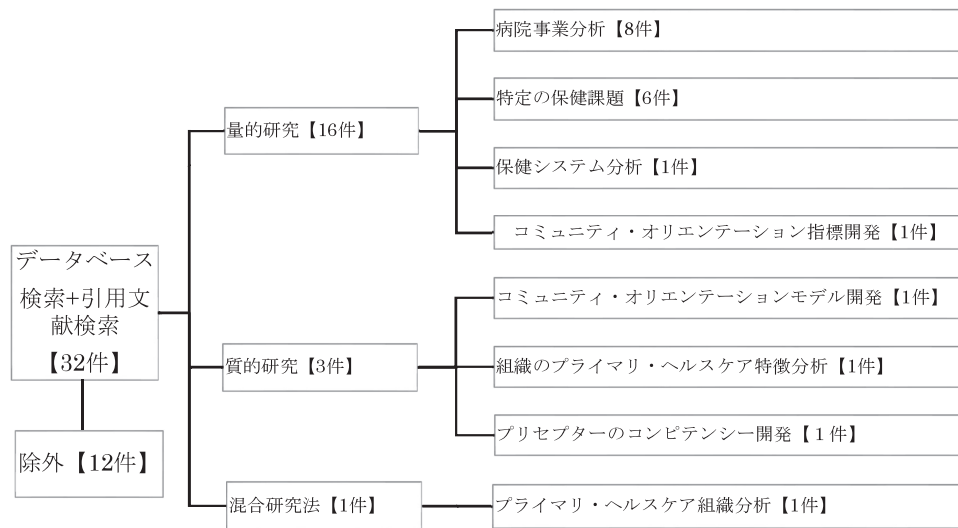 データベース
検索+引用文
献検索
【32件】
除外【12件】
量的研究【16件】
病院事業分析【8件】
特定の保健課題【6件】
保健システム分析【1件】
コミュニティ・オリエンテーション指標開発【1件】
質的研究【3件】
コミュニティ・オリエンテーションモデル開発【1件】
組織のプライマリ・ヘルスケア特徴分析【1件】
プリセプターのコンピテンシー開発【１件】
混合研究法【1件】
プライマリ・ヘルスケア組織分析【1件】